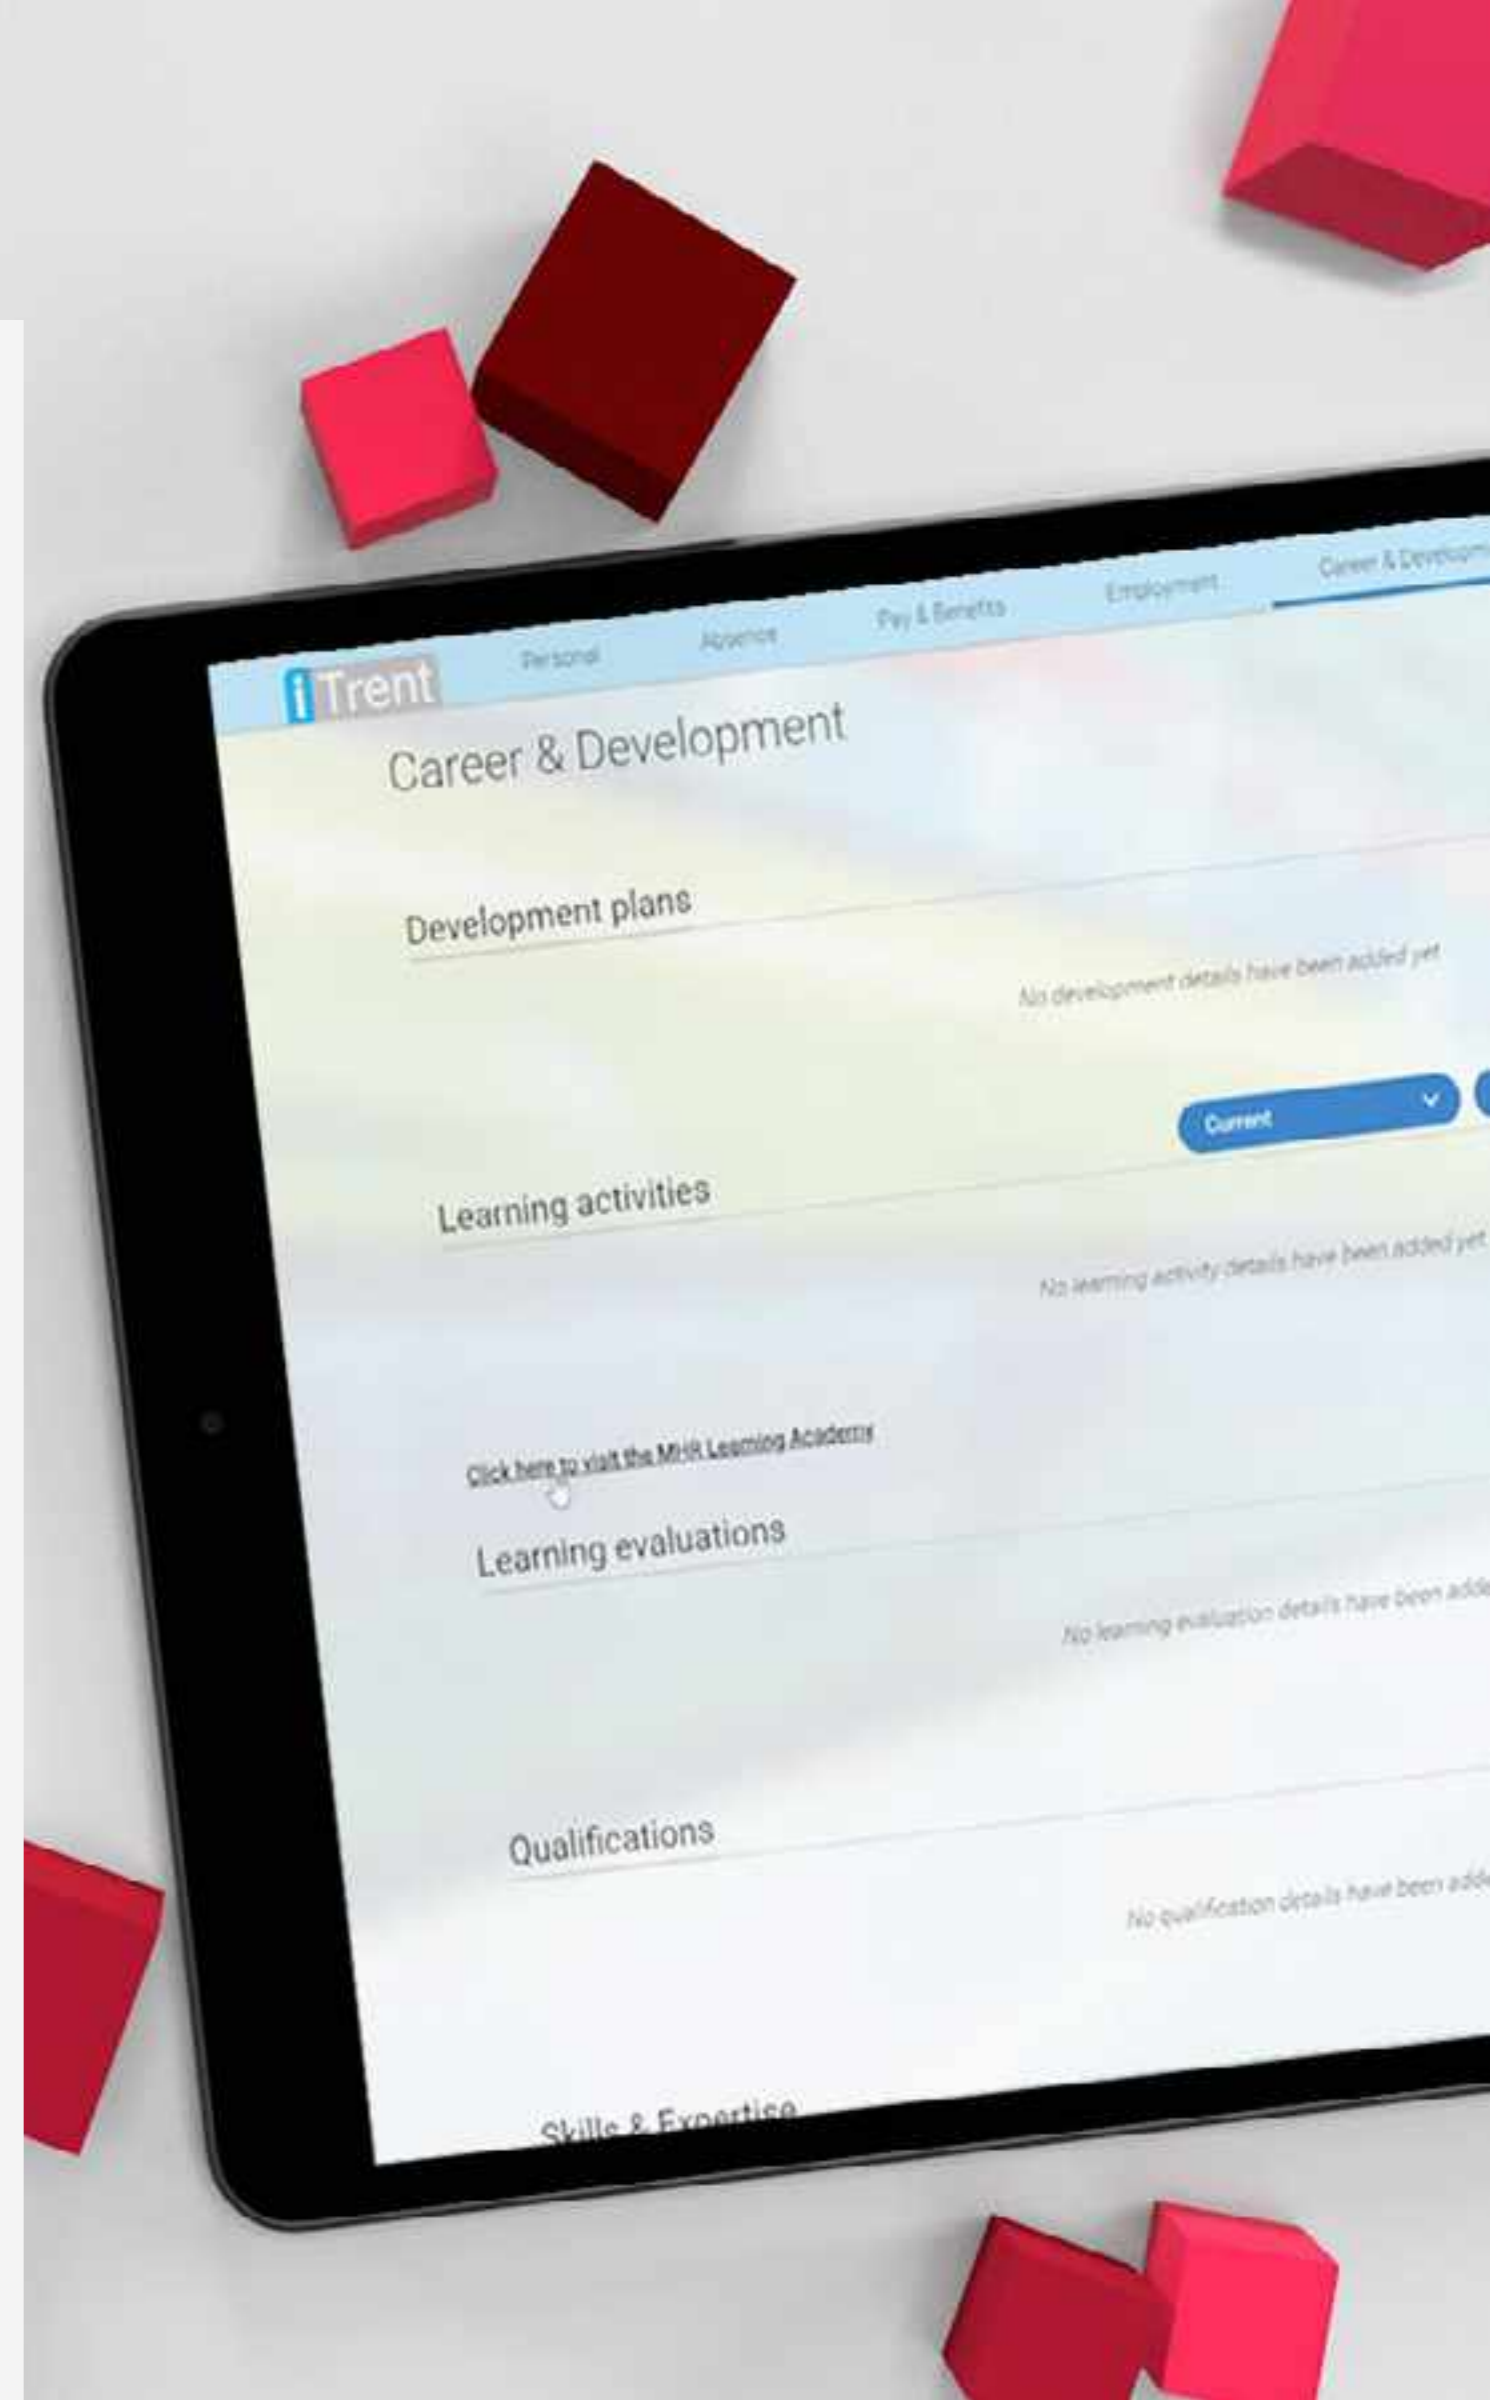 iTrent
Personal
Absence
Pay & Benefits
Employment
Career & Developm
Career & Development
Development plans
No development details have been added yet
Current
Learning activities
No learning activity details have been added yet
Click here to visit the MHR Learning Academy
Learning evaluations
No learning evaluation details have been adde
Qualifications
No qualification details have been adde
Skills & Expertise